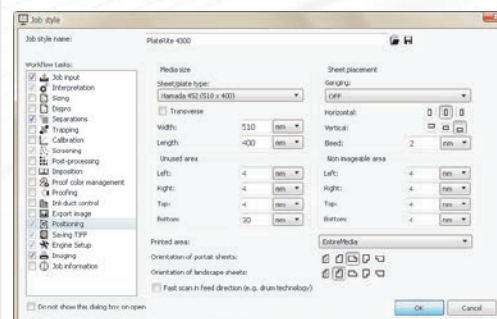 Job style
Job style name:
PlateRite 4300
Workflow tasks:
Job input
Interpretation
Sizing
Dispro
Separations
Trapping
Calibration
Screening
Post-processing
Imposition
Proof color management
Proofing
Ink-duct control
Export image
Positioning
Saving TIFF
Engine Setup
Imaging
Job information
Media size
Sheet/plate type:
Hamada 452 (510 x 400)
Transverse
Width: 510 mm
Length: 400 mm
Unused area
Left: 4 mm
Right: 4 mm
Top: 4 mm
Bottom: 30 mm
Sheet placement
Ganging:
OFF
Horizontal:
Vertical:
Bleed: 2 mm
Non imageable area
Left: 4 mm
Right: 4 mm
Top: 4 mm
Bottom: 4 mm
Printed area: EntireMedia
Orientation of portrait sheets:
Orientation of landscape sheets:
Fast scan in feed direction (e.g. drum technology)
Do not show this dialog box on open
OK
Cancel